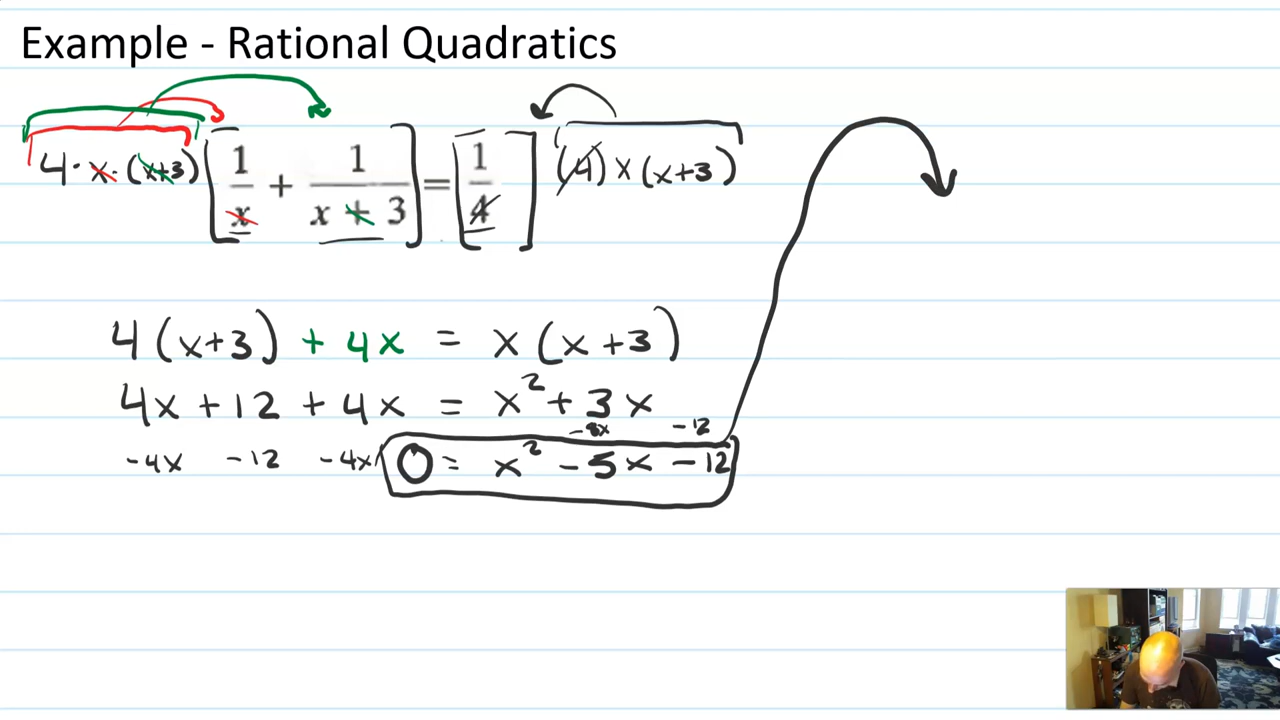 Example - Rational Quadratics
4 · x · (x+3) [1/x + 1/(x + 3)] = [1/4] (4) x (x+3)
4 (x+3) + 4x = x (x+3)
4x + 12 + 4x = x² + 3x
-8x -12
-4x -12 -4x 0 = x² - 5x - 12